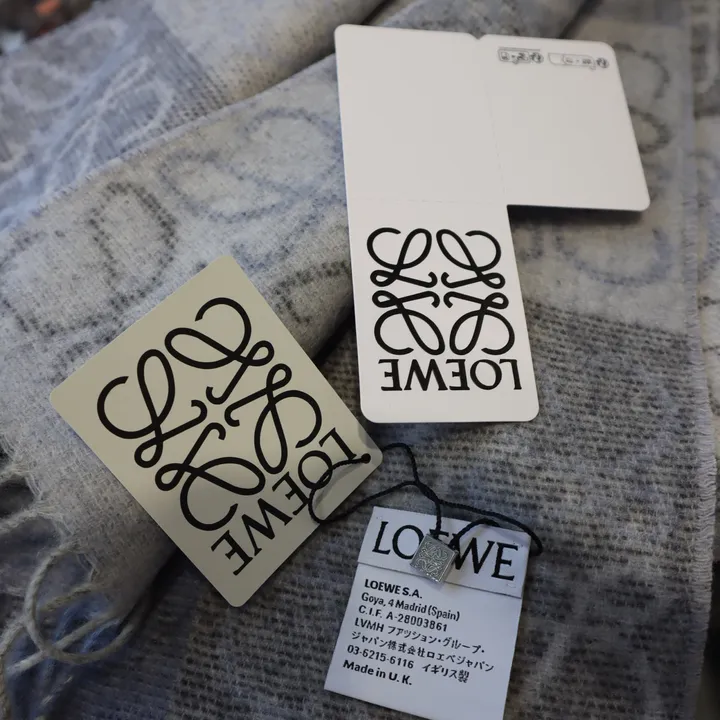 LOEWE
LOEWE
LOEWE
LOEWE S.A.
Goya, 4 Madrid (Spain)
C.I.F. A-28003861
LVMH ファッション・グループ・
ジャパン株式会社ロエベジャパン
03-6215-6116 イギリス製
Made in U. K.